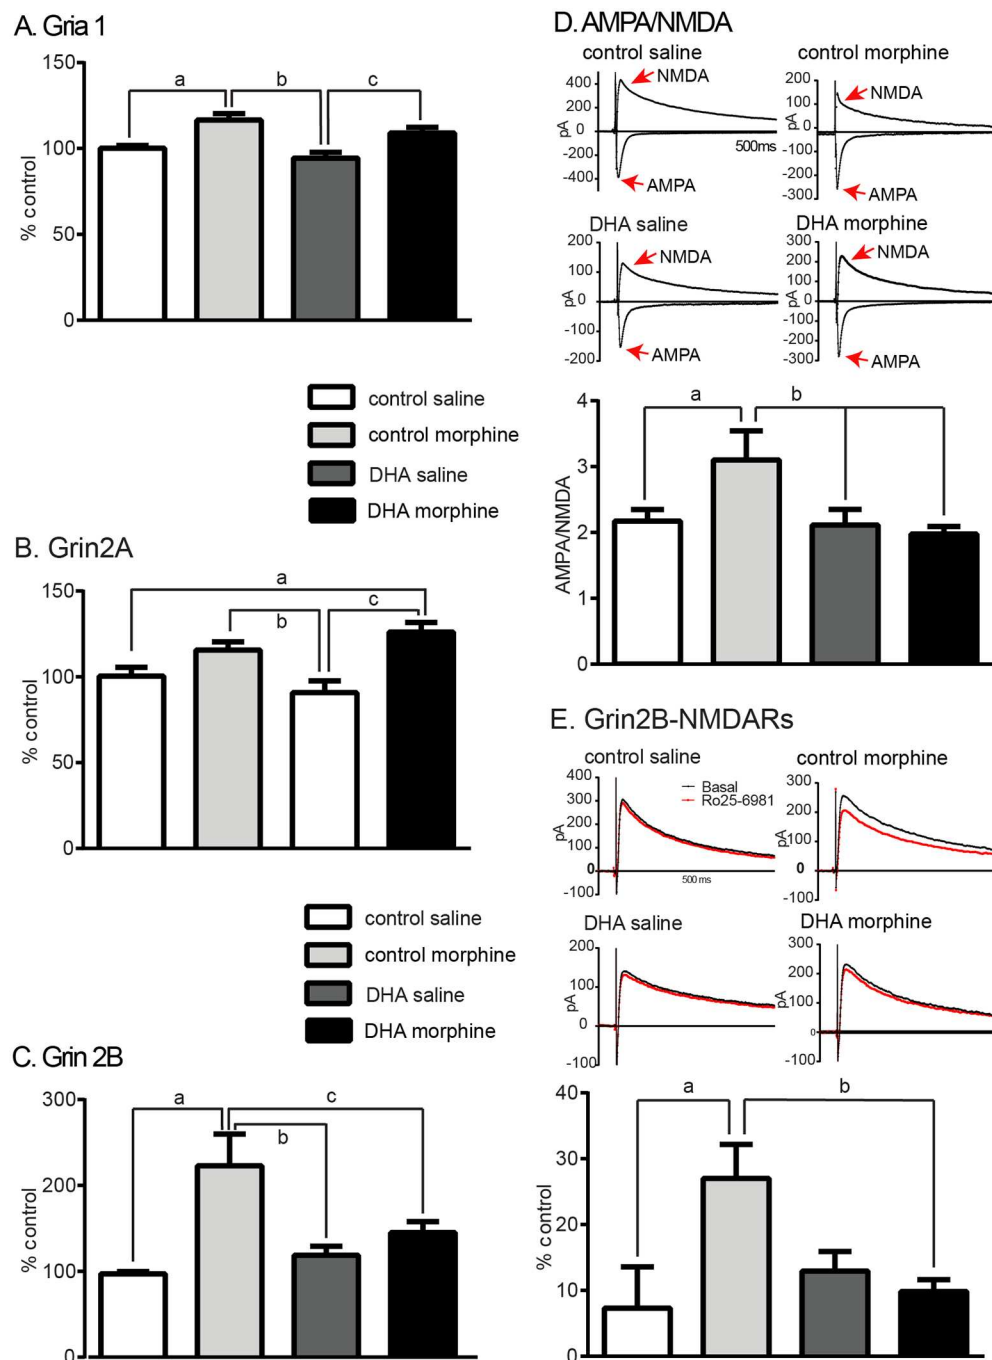 A. Gria 1
150
100
50
0
% control
a
b
c
control saline
control morphine
DHA saline
DHA morphine
B. Grin2A
150
100
50
0
% control
a
b
c
control saline
control morphine
DHA saline
DHA morphine
C. Grin 2B
300
200
150
100
0
% control
a
c
b
D. AMPA/NMDA
control saline
400
200
0
-200
-400
pA
NMDA
AMPA
500ms
control morphine
200
100
0
-100
-200
-300
pA
NMDA
AMPA
DHA saline
200
100
0
-100
-200
pA
NMDA
AMPA
DHA morphine
300
200
100
0
-100
-200
-300
pA
NMDA
AMPA
4
3
2
1
0
AMPA/NMDA
a
b
E. Grin2B-NMDARs
control saline
400
300
200
100
0
-100
pA
Basal
Ro25-6981
500 ms
control morphine
300
200
100
0
-100
pA
DHA saline
200
100
0
-100
pA
DHA morphine
300
200
100
0
-100
pA
0
40
30
20
10
0
% control
a
b